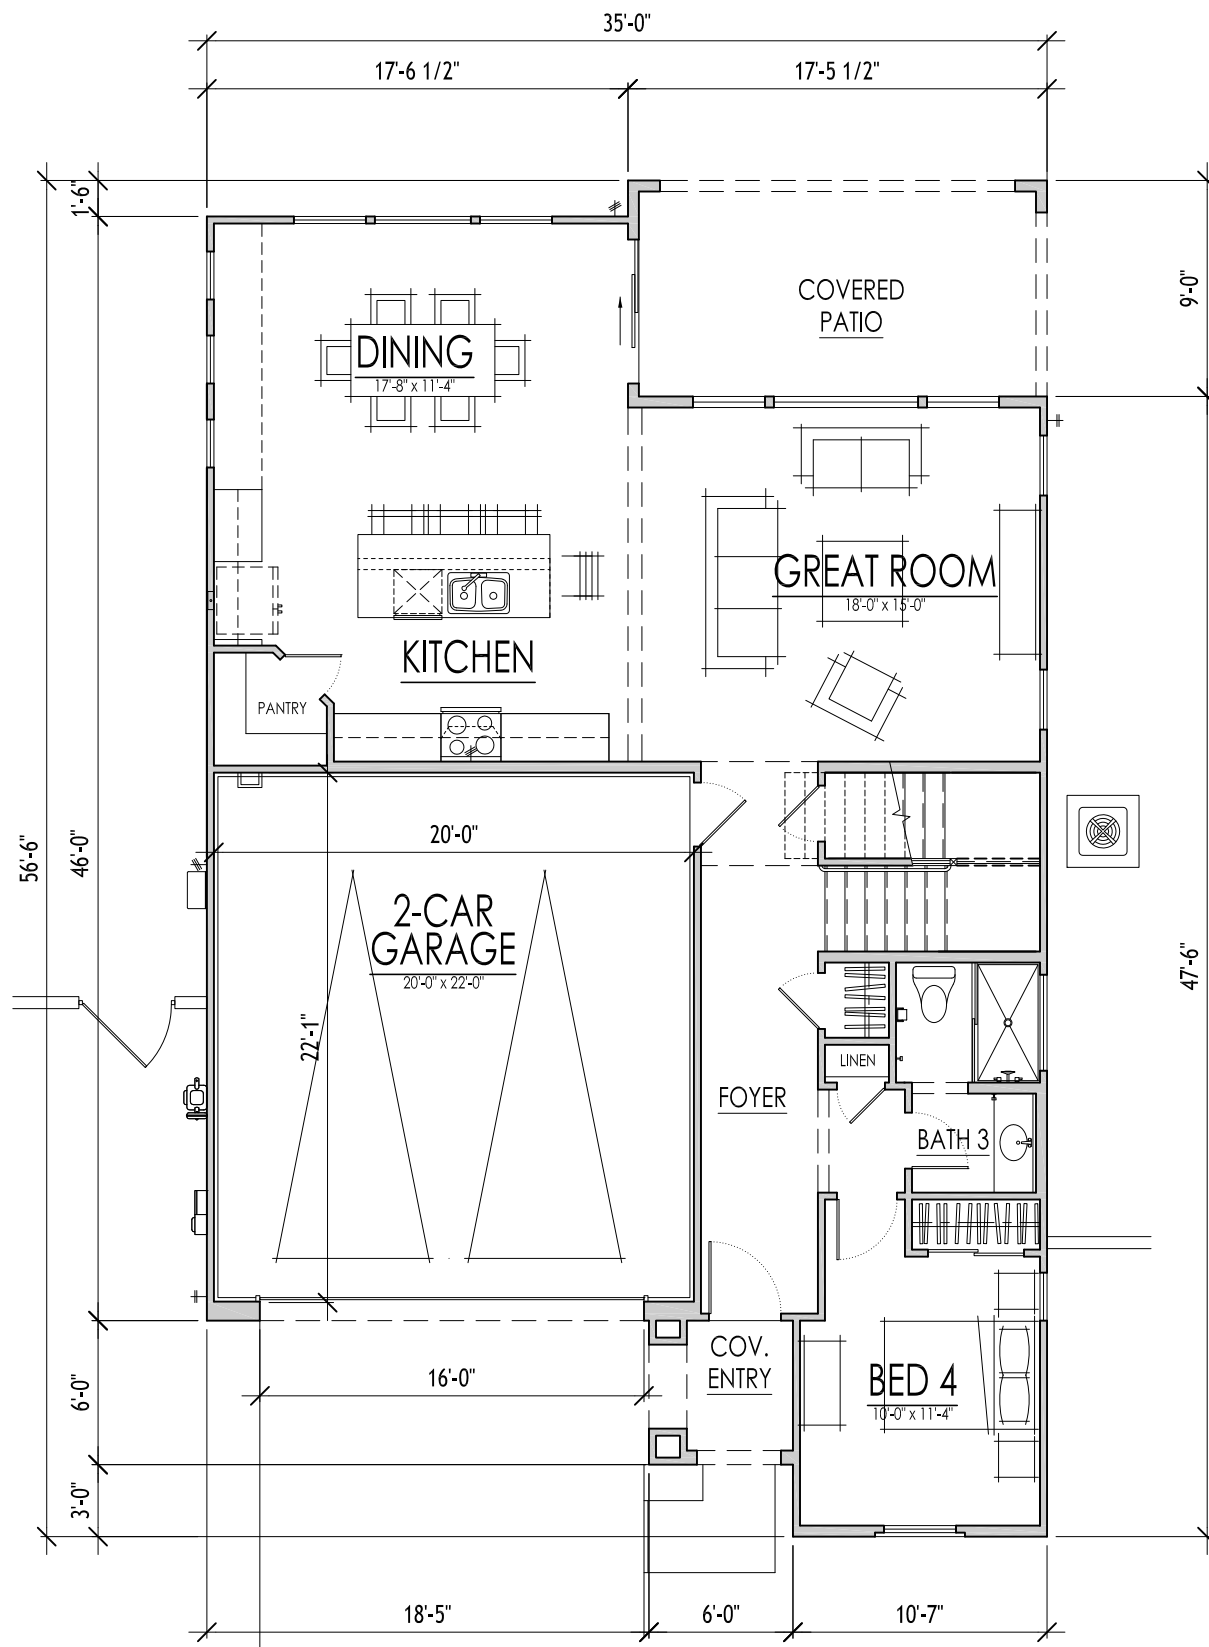 35'-0"
17'-6 1/2"
17'-5 1/2"
1'-6"
9'-0"
COVERED
PATIO
DINING
17'-8" x 11'-4"
GREAT ROOM
18'-0" x 15'-0"
KITCHEN
PANTRY
56'-6"
46'-0"
20'-0"
2-CAR
GARAGE
20'-0" x 22'-0"
22'-1"
47'-6"
LINEN
FOYER
BATH 3
COV.
ENTRY
BED 4
10'-0" x 11'-4"
6'-0"
16'-0"
3'-0"
18'-5"
6'-0"
10'-7"